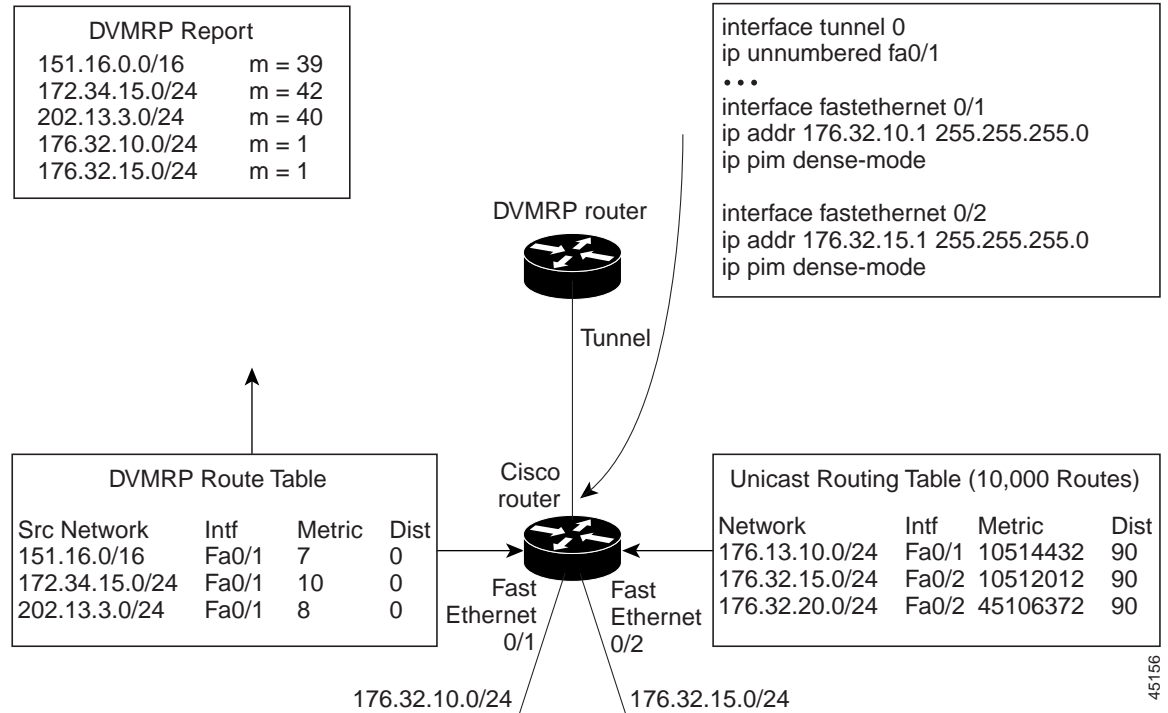 DVMRP Report
151.16.0.0/16 m = 39
172.34.15.0/24 m = 42
202.13.3.0/24 m = 40
176.32.10.0/24 m = 1
176.32.15.0/24 m = 1
interface tunnel 0
ip unnumbered fa0/1
• • •
interface fastethernet 0/1
ip addr 176.32.10.1 255.255.255.0
ip pim dense-mode
interface fastethernet 0/2
ip addr 176.32.15.1 255.255.255.0
ip pim dense-mode
DVMRP router
Tunnel
DVMRP Route Table
Src Network Intf Metric Dist
151.16.0/16 Fa0/1 7 0
172.34.15.0/24 Fa0/1 10 0
202.13.3.0/24 Fa0/1 8 0
Cisco
router
Unicast Routing Table (10,000 Routes)
Network Intf Metric Dist
176.13.10.0/24 Fa0/1 10514432 90
176.32.15.0/24 Fa0/2 10512012 90
176.32.20.0/24 Fa0/2 45106372 90
Fast
Ethernet
0/1
Fast
Ethernet
0/2
176.32.10.0/24
176.32.15.0/24
45156